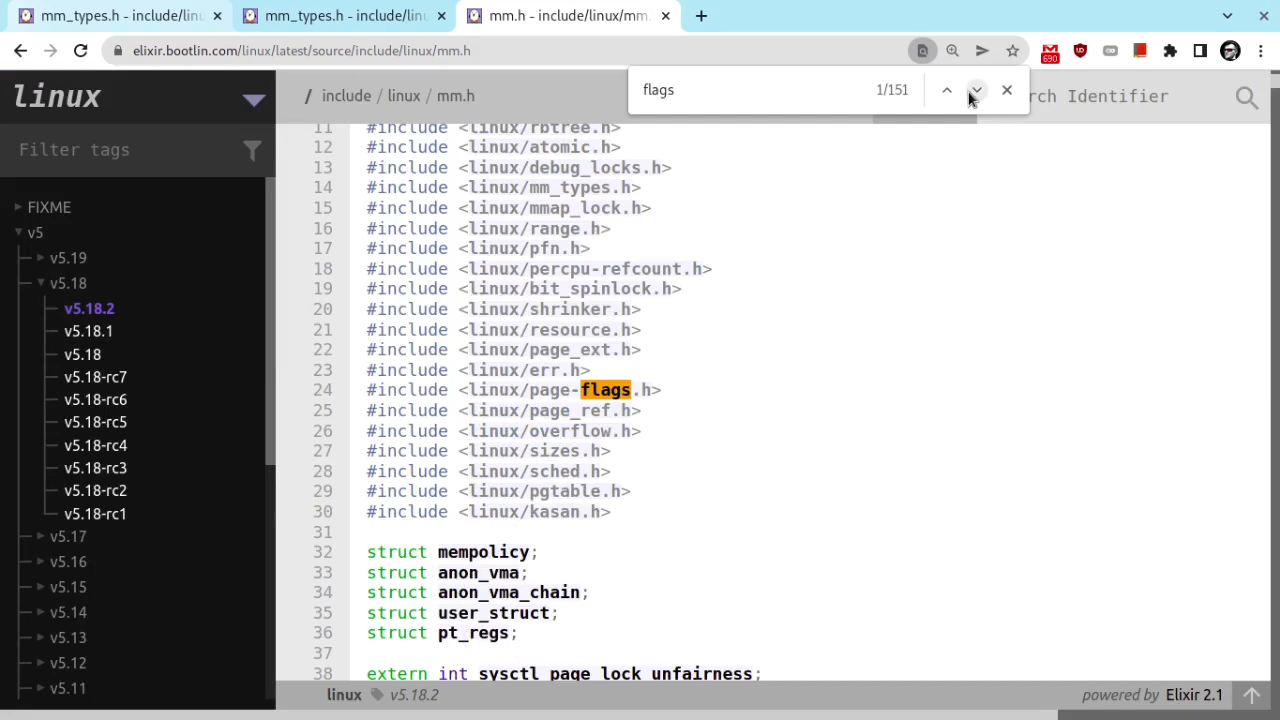 mm_types.h - include/linu
mm_types.h - include/linu
mm.h - include/linux/mm.
elixir.bootlin.com/linux/latest/source/include/linux/mm.h
690
flags
1/151
linux
/ include / linux / mm.h
rch Identifier
Filter tags
FIXME
v5
v5.19
v5.18
v5.18.2
v5.18.1
v5.18
v5.18-rc7
v5.18-rc6
v5.18-rc5
v5.18-rc4
v5.18-rc3
v5.18-rc2
v5.18-rc1
v5.17
v5.16
v5.15
v5.14
v5.13
v5.12
v5.11
11 #include <linux/rbtree.h>
12 #include <linux/atomic.h>
13 #include <linux/debug_locks.h>
14 #include <linux/mm_types.h>
15 #include <linux/mmap_lock.h>
16 #include <linux/range.h>
17 #include <linux/pfn.h>
18 #include <linux/percpu-refcount.h>
19 #include <linux/bit_spinlock.h>
20 #include <linux/shrinker.h>
21 #include <linux/resource.h>
22 #include <linux/page_ext.h>
23 #include <linux/err.h>
24 #include <linux/page-flags.h>
25 #include <linux/page_ref.h>
26 #include <linux/overflow.h>
27 #include <linux/sizes.h>
28 #include <linux/sched.h>
29 #include <linux/pgtable.h>
30 #include <linux/kasan.h>
31
32 struct mempolicy;
33 struct anon_vma;
34 struct anon_vma_chain;
35 struct user_struct;
36 struct pt_regs;
37
38 extern int sysctl_page_lock_unfairness;
linux v5.18.2
powered by Elixir 2.1